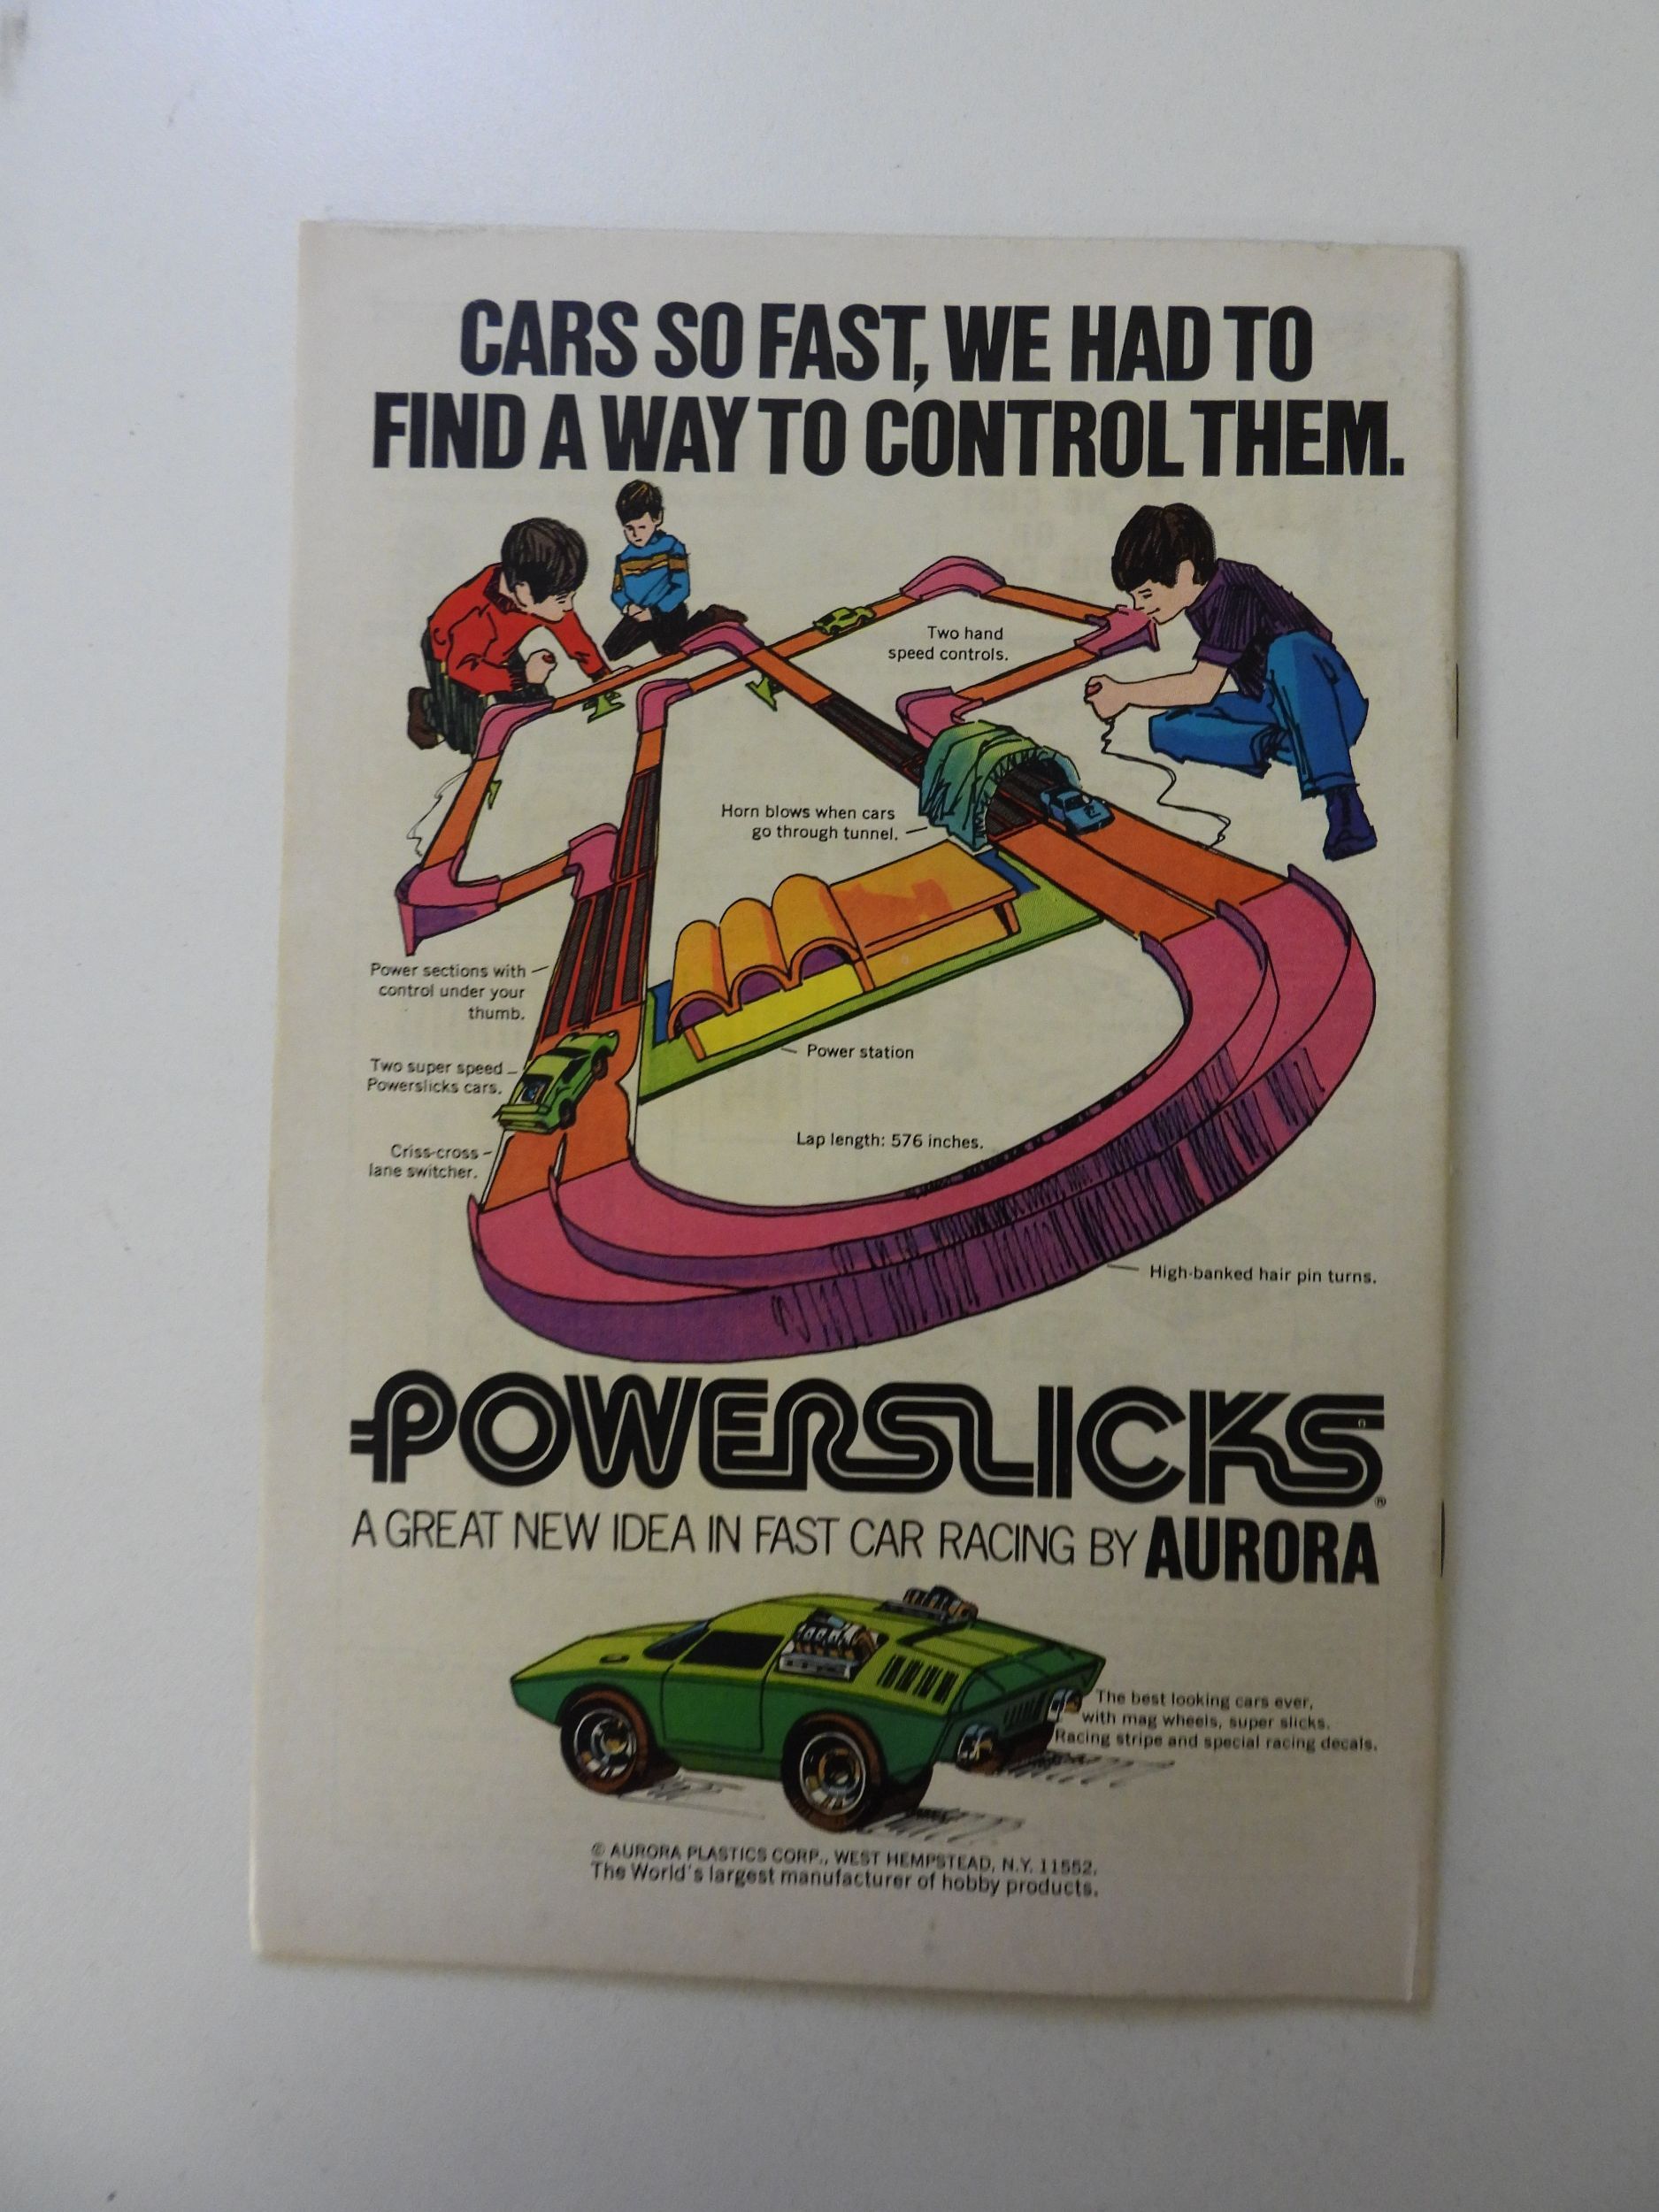 CARS SO FAST, WE HAD TO
FIND A WAY TO CONTROL THEM.
Two hand
speed controls.
Horn blows when cars
go through tunnel.
Power sections with
control under your
thumb.
Power station
Two super speed
Powerslicks cars.
Lap length: 576 inches.
Criss-cross
lane switcher.
High-banked hair pin turns.
POWERSLICKS®
A GREAT NEW IDEA IN FAST CAR RACING BY AURORA
The best looking cars ever,
with mag wheels, super slicks.
Racing stripe and special racing decals.
© AURORA PLASTICS CORP., WEST HEMPSTEAD, N.Y. 11552.
The World's largest manufacturer of hobby products.